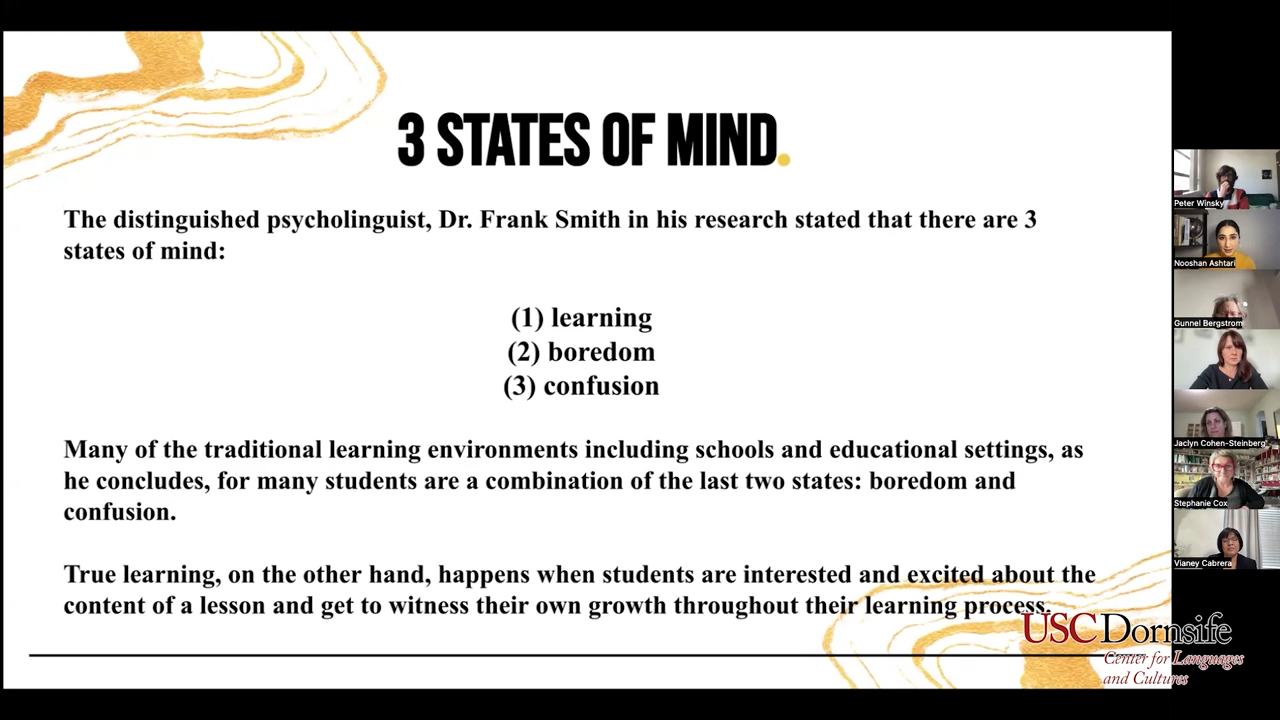 3 STATES OF MIND.
The distinguished psycholinguist, Dr. Frank Smith in his research stated that there are 3
states of mind:
(1) learning
(2) boredom
(3) confusion
Many of the traditional learning environments including schools and educational settings, as
he concludes, for many students are a combination of the last two states: boredom and
confusion.
True learning, on the other hand, happens when students are interested and excited about the
content of a lesson and get to witness their own growth throughout their learning process.
USC Dornsife
Center for Languages
and Cultures
Peter Winsky
Nooshan Ashtari
Gunnel Bergstrom
Jaclyn Cohen-Steinberg
Stephanie Cox
Vianey Cabrera